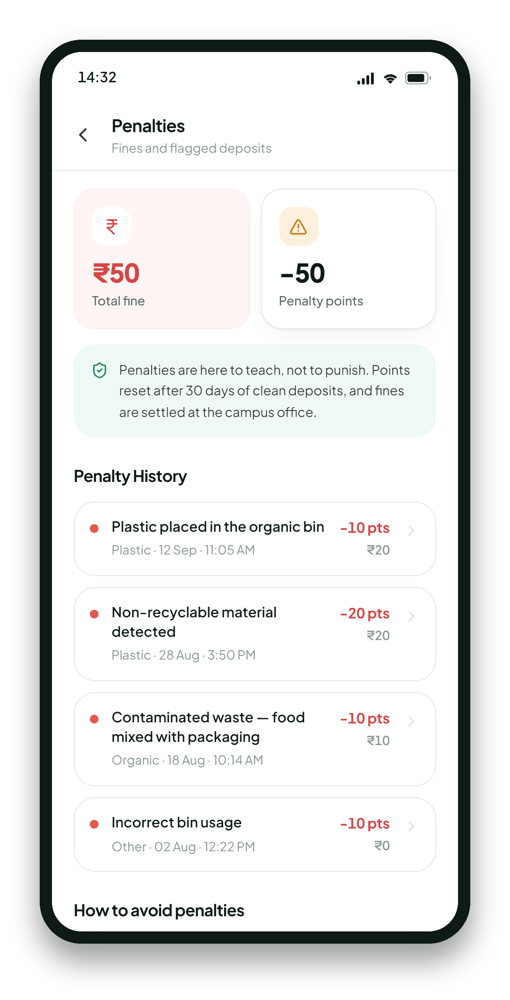 14:32
Penalties
Fines and flagged deposits
₹
₹50
Total fine
-50
Penalty points
Penalties are here to teach, not to punish. Points
reset after 30 days of clean deposits, and fines
are settled at the campus office.
Penalty History
Plastic placed in the organic bin
-10 pts
Plastic · 12 Sep · 11:05 AM
₹20
Non-recyclable material
detected
-20 pts
₹20
Plastic · 28 Aug · 3:50 PM
Contaminated waste — food
mixed with packaging
-10 pts
₹10
Organic · 18 Aug · 10:14 AM
Incorrect bin usage
-10 pts
Other · 02 Aug · 12:22 PM
₹0
How to avoid penalties